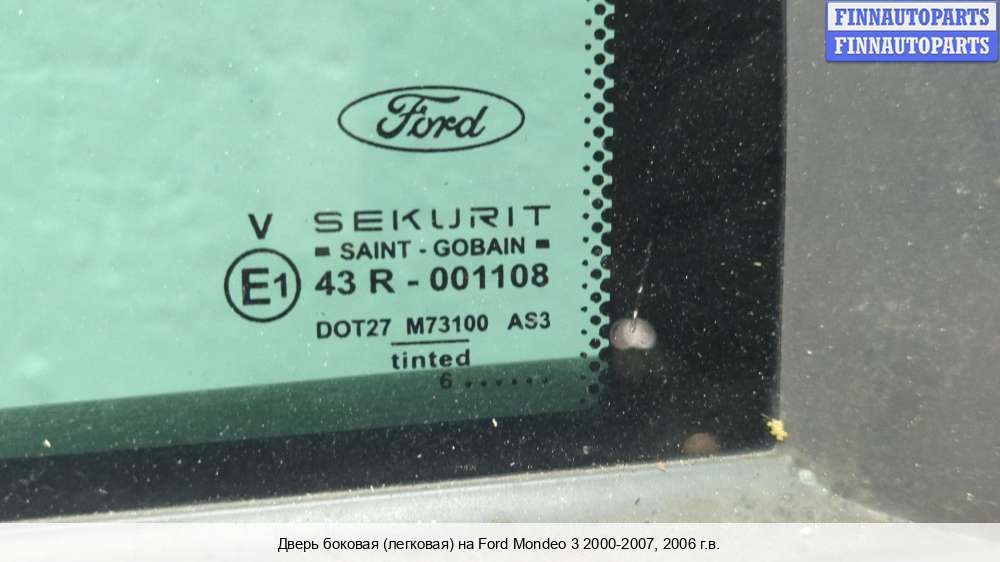 FINNAUTOPARTS
FINNAUTOPARTS
Ford
V SEKURIT
SAINT - GOBAIN
E1 43 R - 001108
DOT27 M73100 AS3
tinted
6 . . . . . .
Дверь боковая (легковая) на Ford Mondeo 3 2000-2007, 2006 г.в.